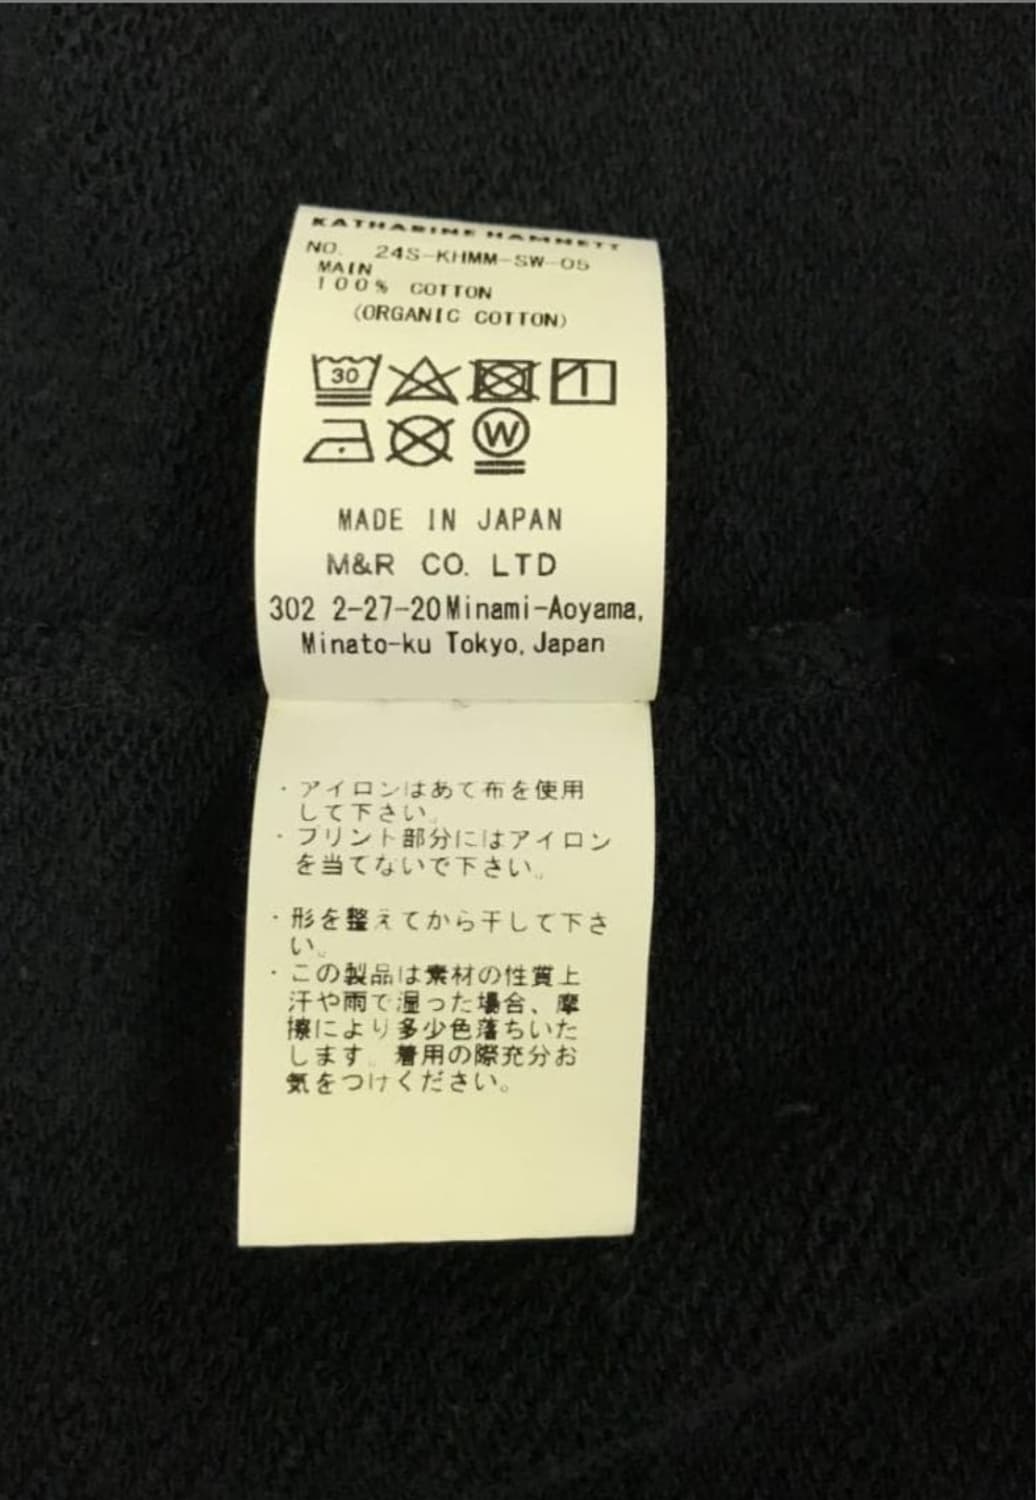 KATHARINE HAMNETT
NO. 24S-KHMM-SW-05
MAIN
100% COTTON
(ORGANIC COTTON)
30
W
MADE IN JAPAN
M&R CO. LTD
302 2-27-20Minami-Aoyama,
Minato-ku Tokyo, Japan
・アイロンはあて布を使用
して下さい。
・プリント部分にはアイロン
を当てないで下さい。
・形を整えてから干して下さ
い。
・この製品は素材の性質上
汗や雨で湿った場合、摩
擦により多少色落ちいた
します。着用の際充分お
気をつけください。